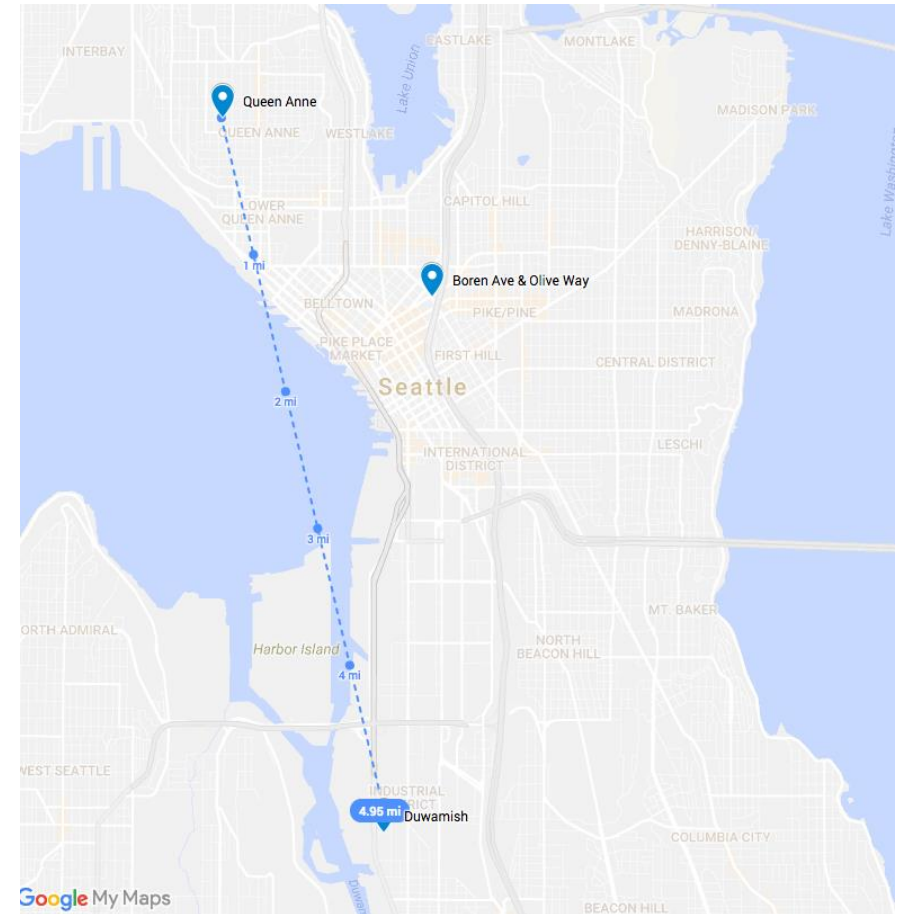 INTERBAY
EASTLAKE
MONTLAKE
Lake Union
Queen Anne
QUEEN ANNE
WESTLAKE
MADISON PARK
LOWER
QUEEN ANNE
CAPITOL HILL
Lake Washington
HARRISON/
DENNY-BLAINE
1 mi
Boren Ave & Olive Way
BELLTOWN
PIKE/PINE
MADRONA
PIKE PLACE
MARKET
FIRST HILL
CENTRAL DISTRICT
Seattle
2 mi
INTERNATIONAL
DISTRICT
LESCHI
3 mi
MT. BAKER
ORTH ADMIRAL
Harbor Island
NORTH
BEACON HILL
4 mi
WEST SEATTLE
INDUSTRIAL
RICT
4.95 mi
Duwamish
COLUMBIA CITY
Duwam
Google My Maps
BEACON HILL